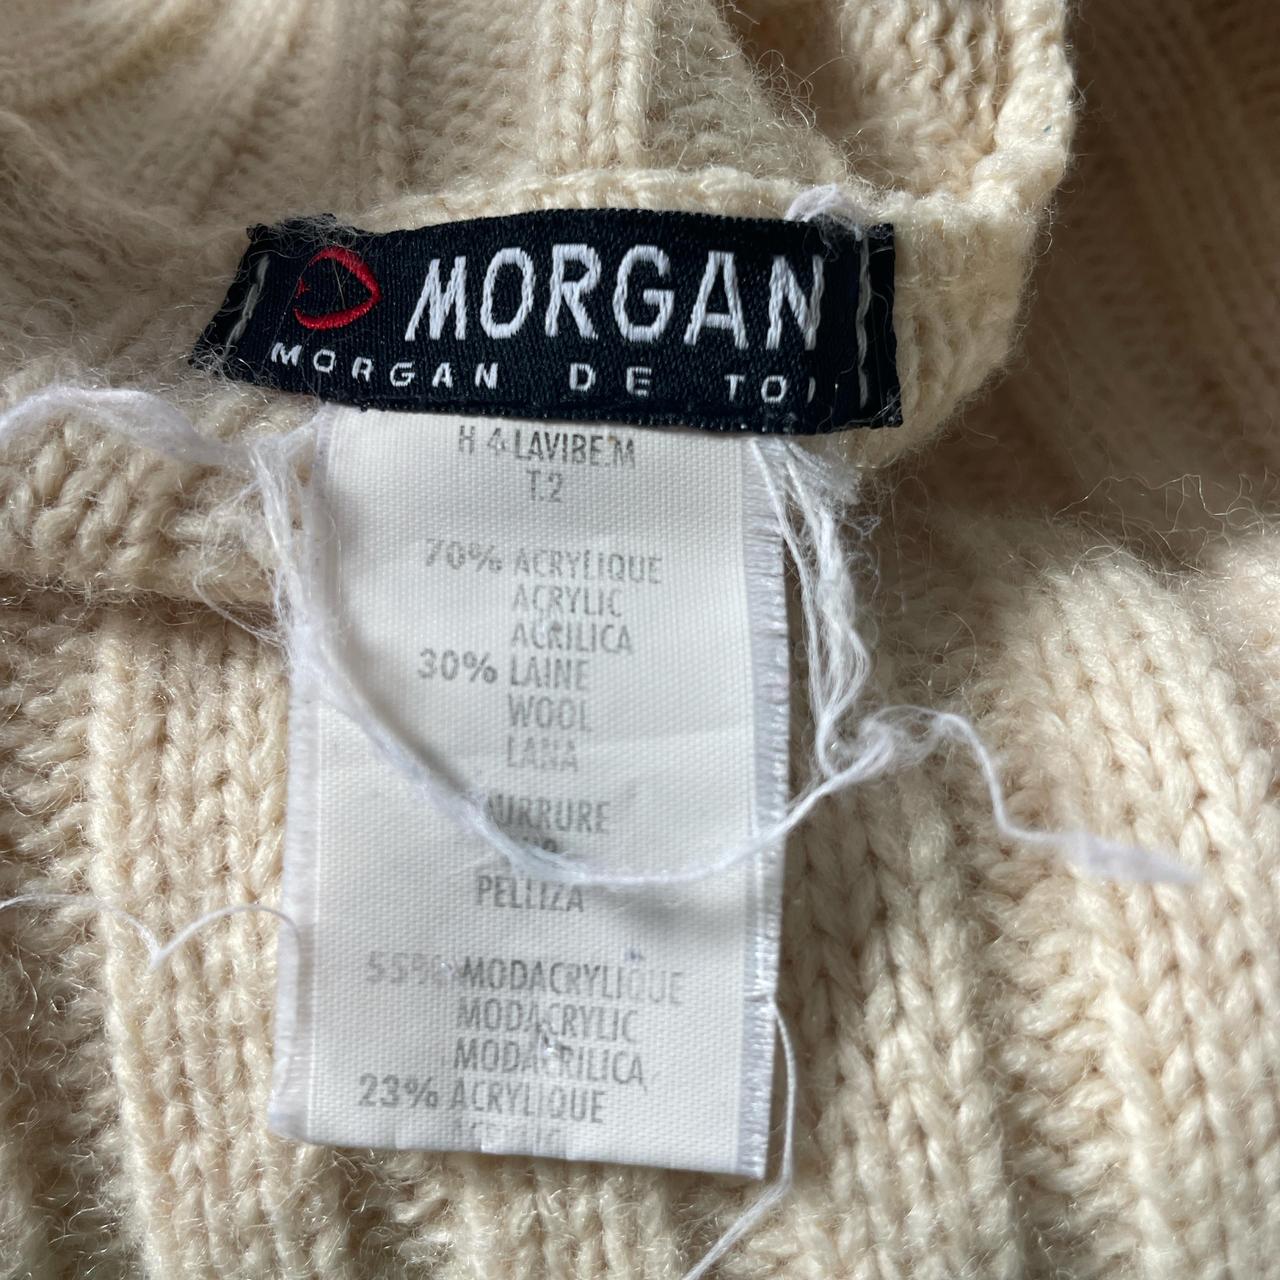 MORGAN
MORGAN DE TOI
H 4 LAVIBE.M
T.2
70% ACRYLIQUE
ACRYLIC
ACRILICA
30% LAINE
WOOL
LANA
PELLIZA
55% MODACRYLIQUE
MODACRYLIC
MODACRILICA
23% ACRYLIQUE